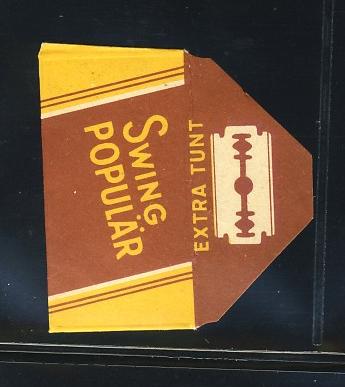 SWING
POPULÄR
EXTRA TUNT